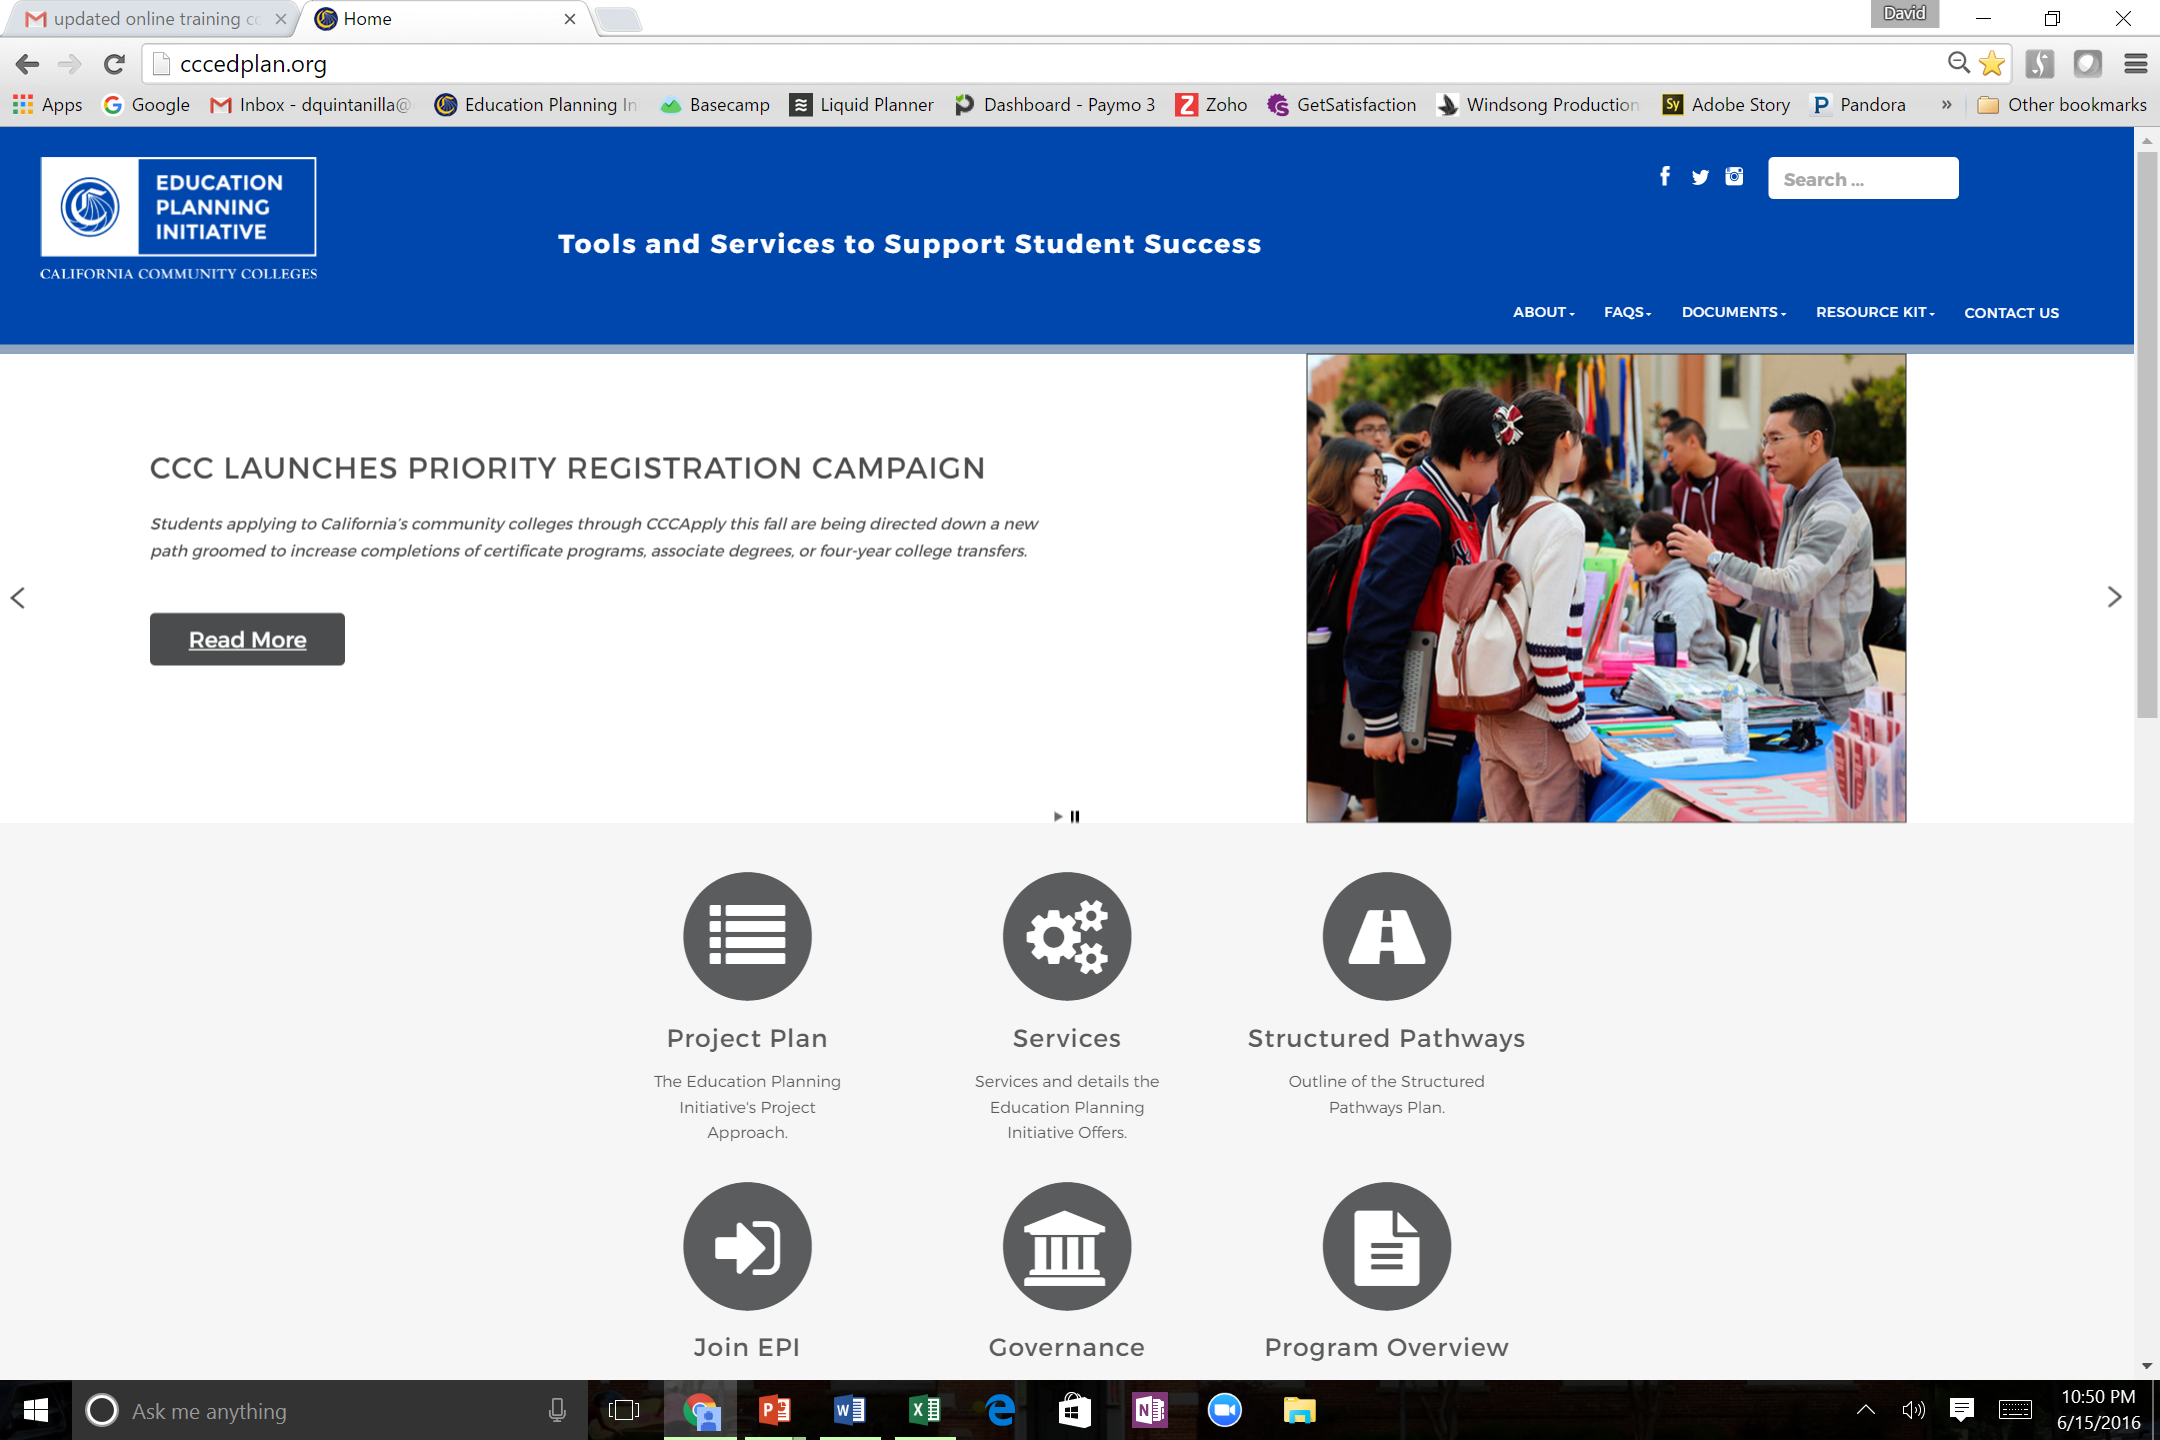 updated online training co
Home
David
cccedplan.org
Apps
Google
Inbox - dquintanilla@
Education Planning In
Basecamp
Liquid Planner
Dashboard - Paymo 3
Zoho
GetSatisfaction
Windsong Production
Adobe Story
Pandora
»
Other bookmarks
EDUCATION
PLANNING
INITIATIVE
CALIFORNIA COMMUNITY COLLEGES
Search ...
Tools and Services to Support Student Success
ABOUT
FAQS
DOCUMENTS
RESOURCE KIT
CONTACT US
CCC LAUNCHES PRIORITY REGISTRATION CAMPAIGN
Students applying to California's community colleges through CCCApply this fall are being directed down a new
path groomed to increase completions of certificate programs, associate degrees, or four-year college transfers.
Read More
Project Plan
The Education Planning
Initiative's Project
Approach.
Services
Services and details the
Education Planning
Initiative Offers.
Structured Pathways
Outline of the Structured
Pathways Plan.
Join EPI
Governance
Program Overview
Ask me anything
10:50 PM
6/15/2016